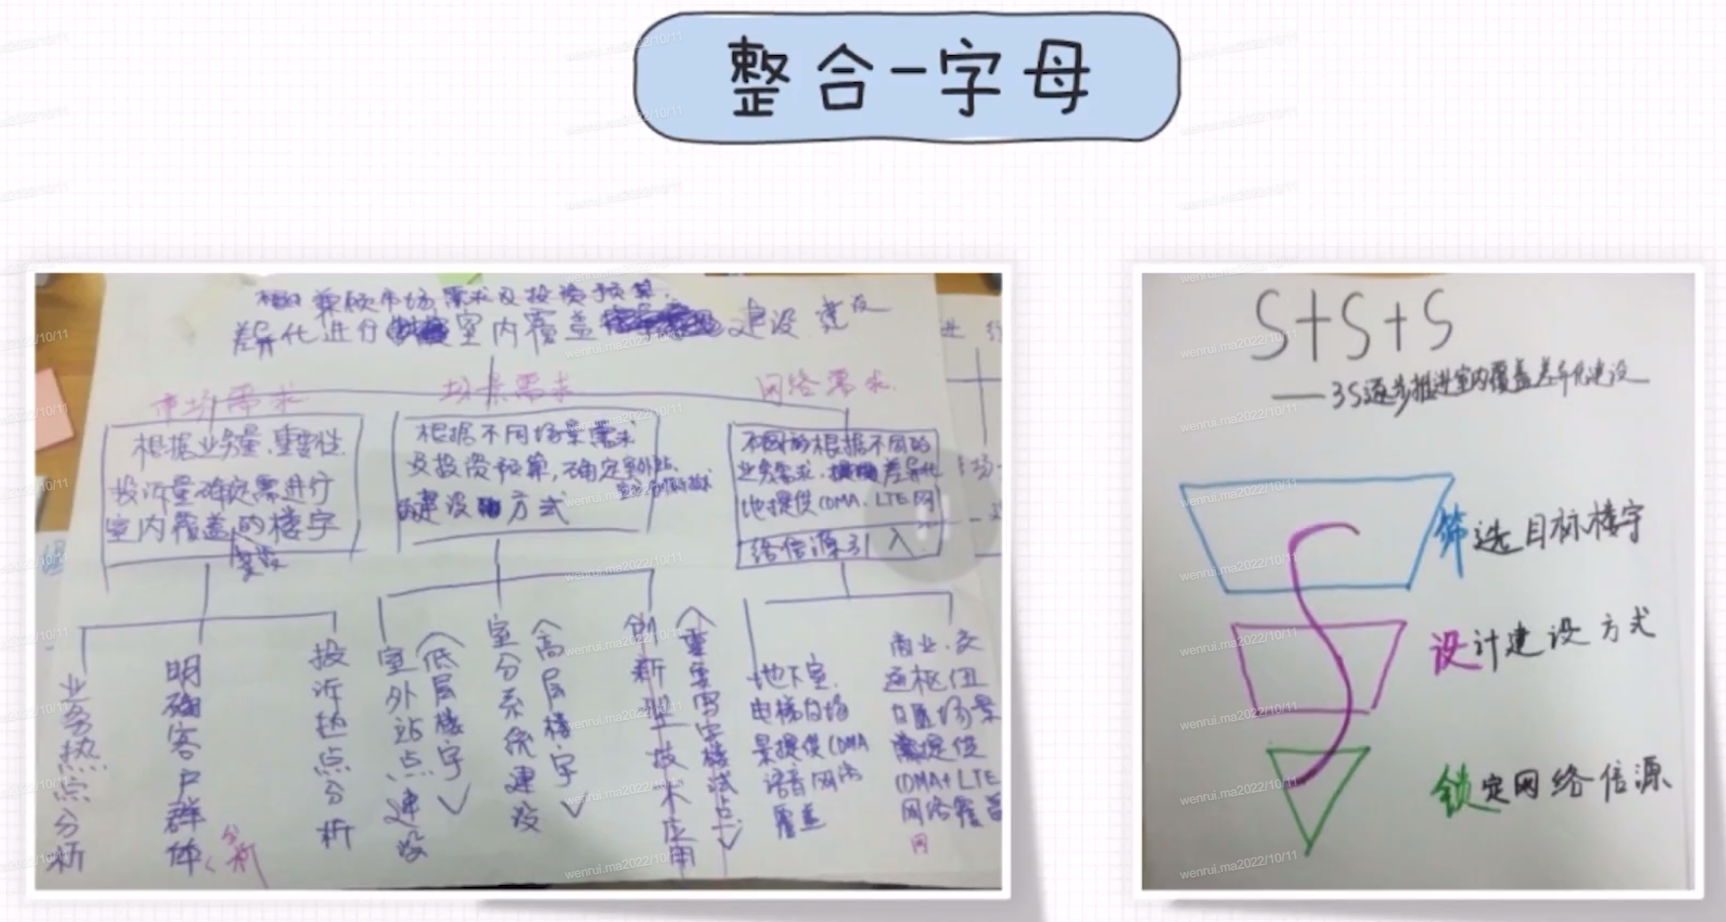 整合-字母
兼顾市场需求及投资预算.
差异化进行室内覆盖建设
市场需求
场景需求
网络需求.
根据业务量.重要性.
投诉量确定需进行
室内覆盖的楼宇
建设
根据不同场景需求
及投资预算,确定室外站.
建设方式
根据不同的
业务需求.差异化
地提供CDMA.LTE网
络信源引入
业务热点分析
明确客户群体
分析
投诉热点分析
室外站点建设
(低层楼宇)
室分系统建设
(高层楼宇)
创新型技术应用
(重要写字楼试点)
地下室.
电梯
景提供CDMA
语音网络
覆盖
商业.交
通枢纽
场景
提供
CDMA+LTE
网络覆盖
网
S+S+S
——3S逐步推进室内覆盖差异化建设
筛选目标楼宇
设计建设方式
锁定网络信源
wenrui.ma2022/10/11